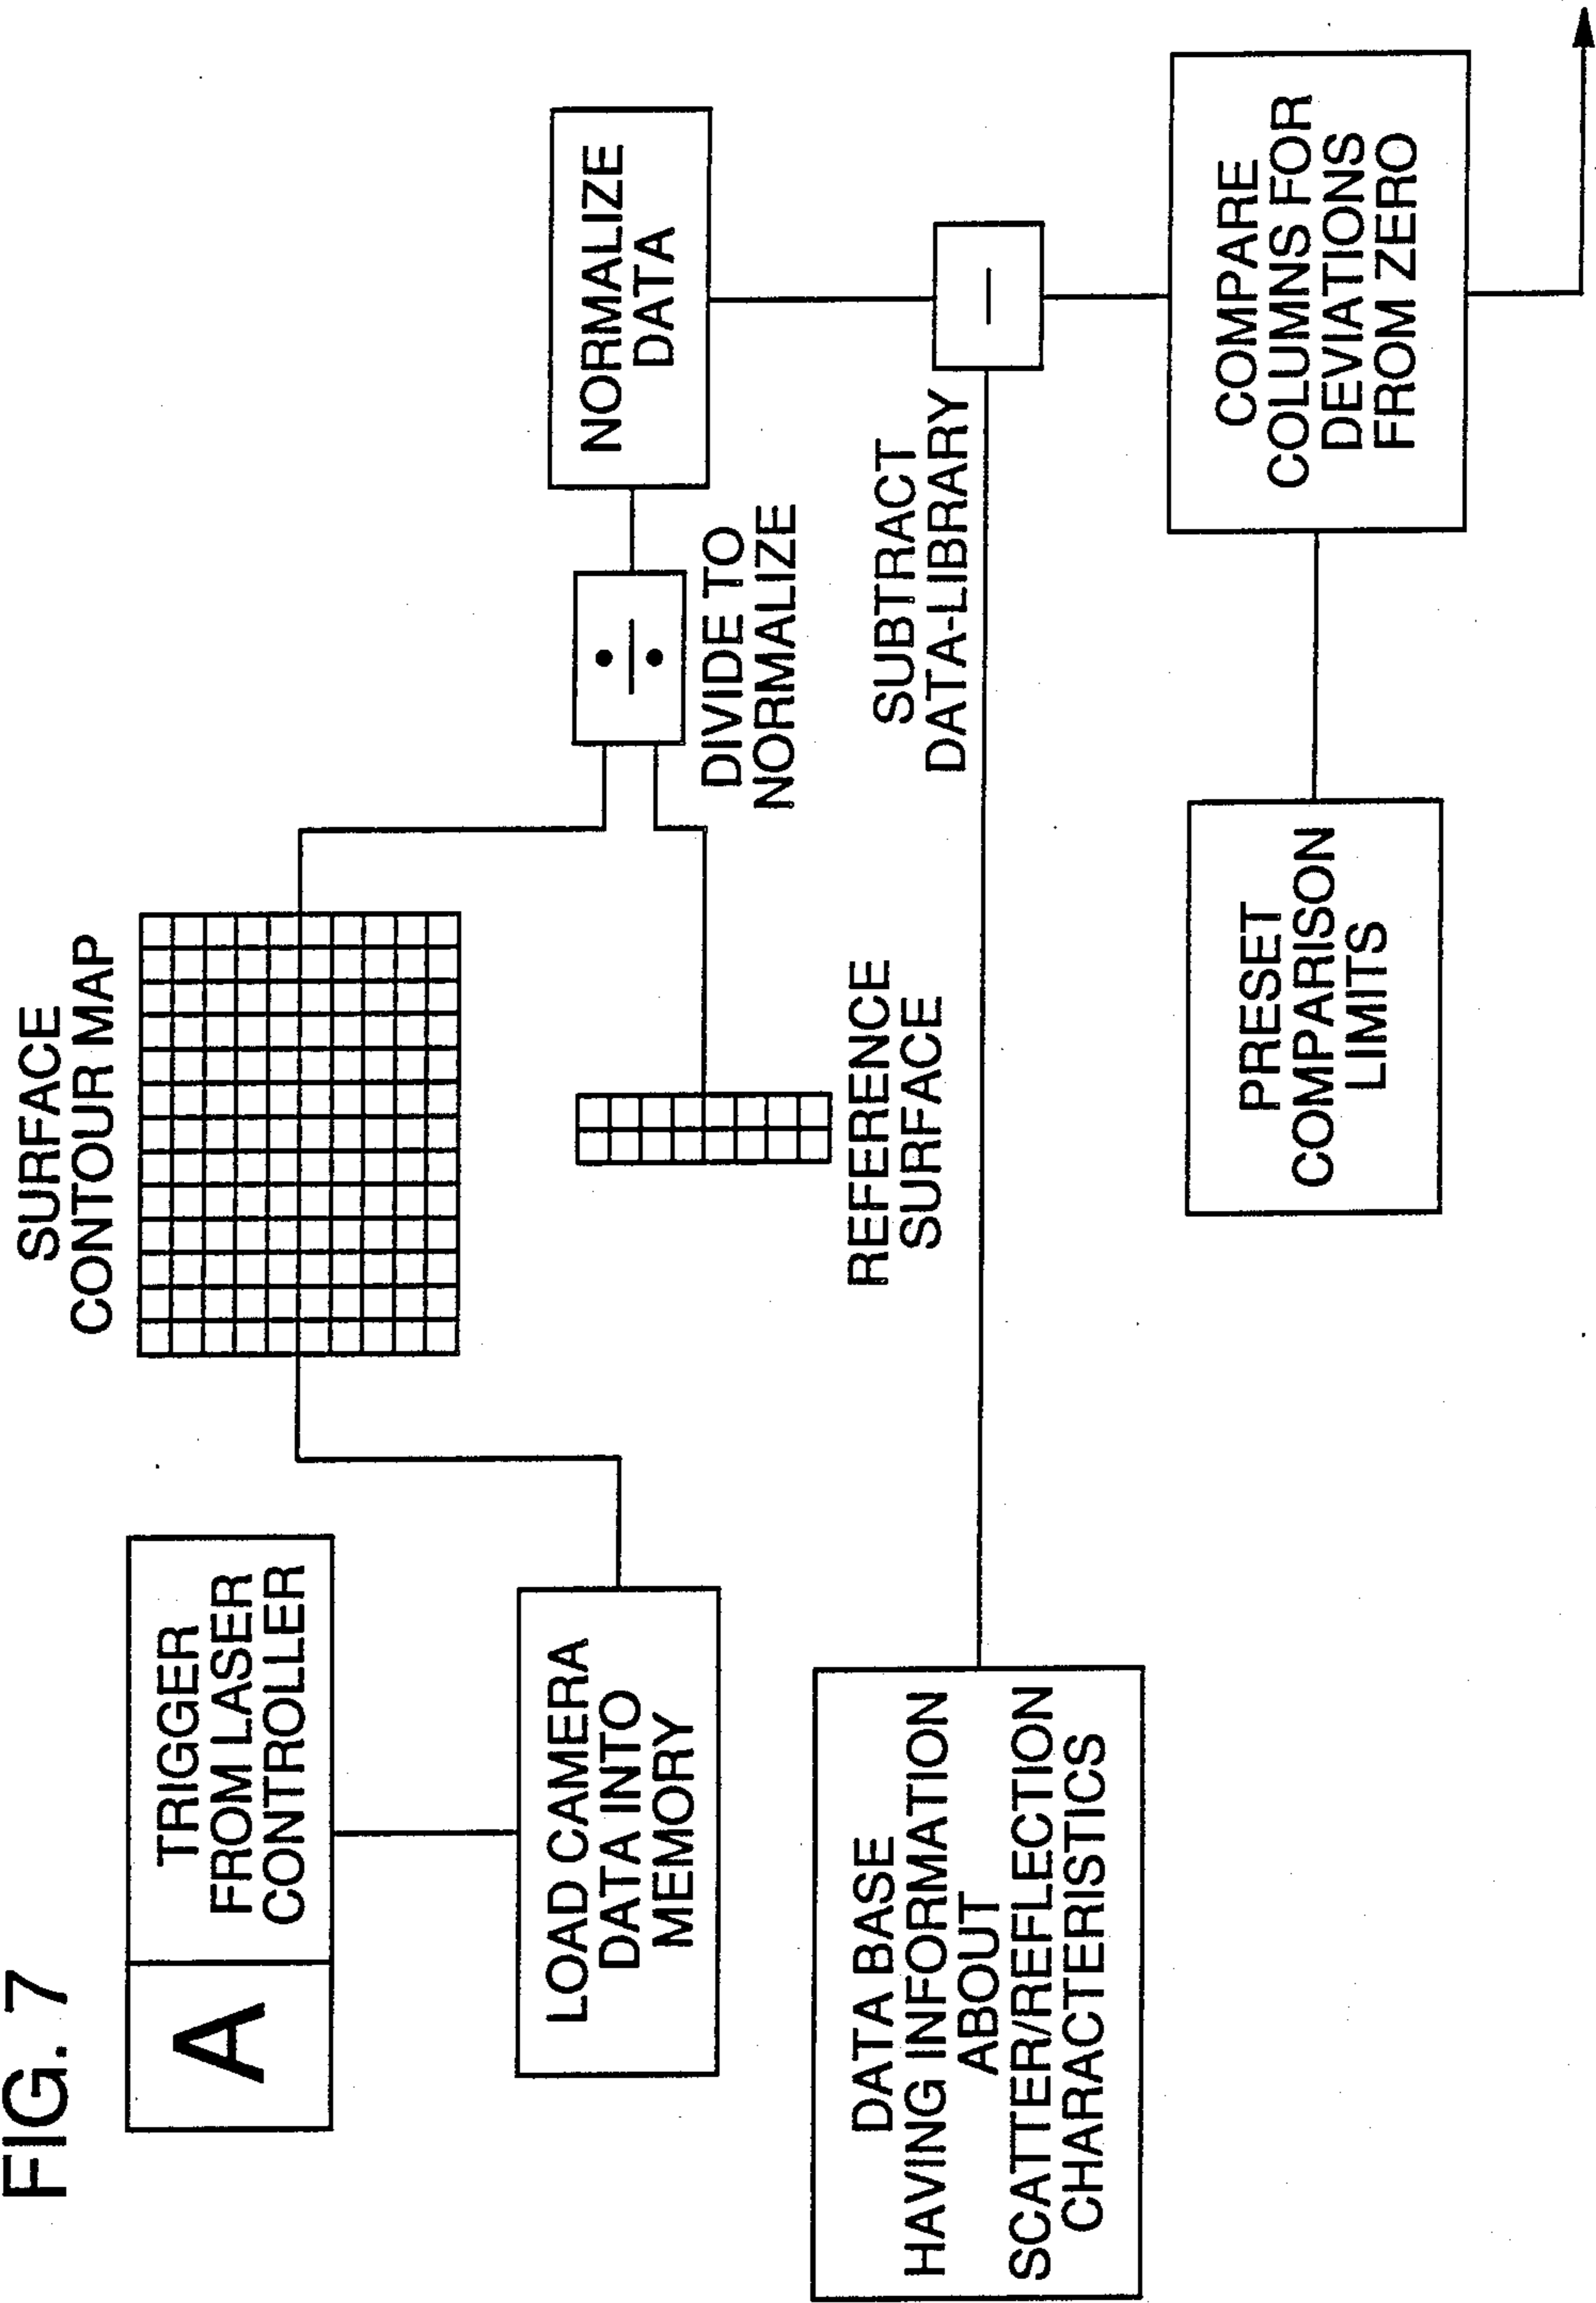 FIG. 7
A
TRIGGER
FROM LASER
CONTROLLER
LOAD CAMERA
DATA INTO
MEMORY
SURFACE
CONTOUR MAP
REFERENCE
SURFACE
÷
DIVIDE TO
NORMALIZE
NORMALIZE
DATA
DATA BASE
HAVING INFORMATION
ABOUT
SCATTER/REFLECTION
CHARACTERISTICS
SUBTRACT
DATA-LIBRARY
—
PRESET
COMPARISON
LIMITS
COMPARE
COLUMNS FOR
DEVIATIONS
FROM ZERO